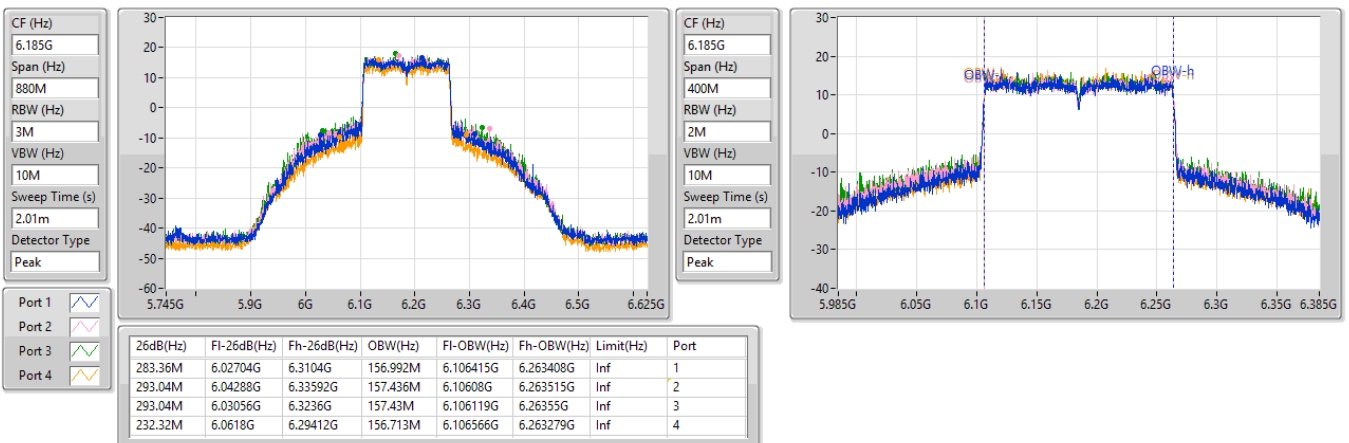 CF (Hz)
6.185G
Span (Hz)
880M
RBW (Hz)
3M
VBW (Hz)
10M
Sweep Time (s)
2.01m
Detector Type
Peak
30
20
10
0
-10
-20
-30
-40
-50
-60
5.745G 5.9G 6G 6.1G 6.2G 6.3G 6.4G 6.5G 6.625G
CF (Hz)
6.185G
Span (Hz)
400M
RBW (Hz)
2M
VBW (Hz)
10M
Sweep Time (s)
2.01m
Detector Type
Peak
30
20
10
0
-10
-20
-30
-40
OBW-h
5.985G 6.05G 6.1G 6.15G 6.2G 6.25G 6.3G 6.35G 6.385G
Port 1
Port 2
Port 3
Port 4
26dB(Hz) Fl-26dB(Hz) Fh-26dB(Hz) OBW(Hz) Fl-OBW(Hz) Fh-OBW(Hz) Limit(Hz) Port
283.36M 6.02704G 6.3104G 156.992M 6.106415G 6.263408G Inf 1
293.04M 6.04288G 6.33592G 157.436M 6.10608G 6.263515G Inf 2
293.04M 6.03056G 6.3236G 157.43M 6.106119G 6.26355G Inf 3
232.32M 6.0618G 6.29412G 156.713M 6.106566G 6.263279G Inf 4